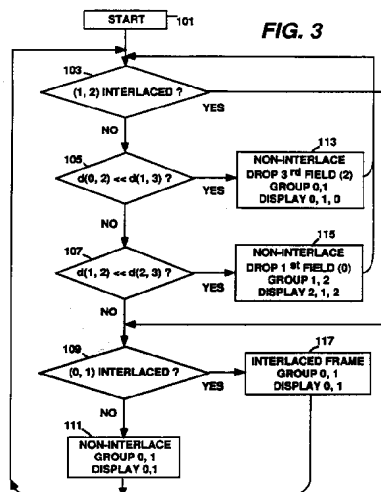 START
101
FIG. 3
103
(1, 2) INTERLACED ?
YES
NO
105
d(0, 2) << d(1, 3) ?
YES
113
NON-INTERLACE
DROP 3rd FIELD (2)
GROUP 0,1
DISPLAY 0, 1, 0
NO
107
d(1, 2) << d(2, 3) ?
YES
115
NON-INTERLACE
DROP 1st FIELD (0)
GROUP 1, 2
DISPLAY 2, 1, 2
NO
109
(0, 1) INTERLACED ?
YES
117
INTERLACED FRAME
GROUP 0, 1
DISPLAY 0, 1
NO
111
NON-INTERLACE
GROUP 0, 1
DISPLAY 0,1